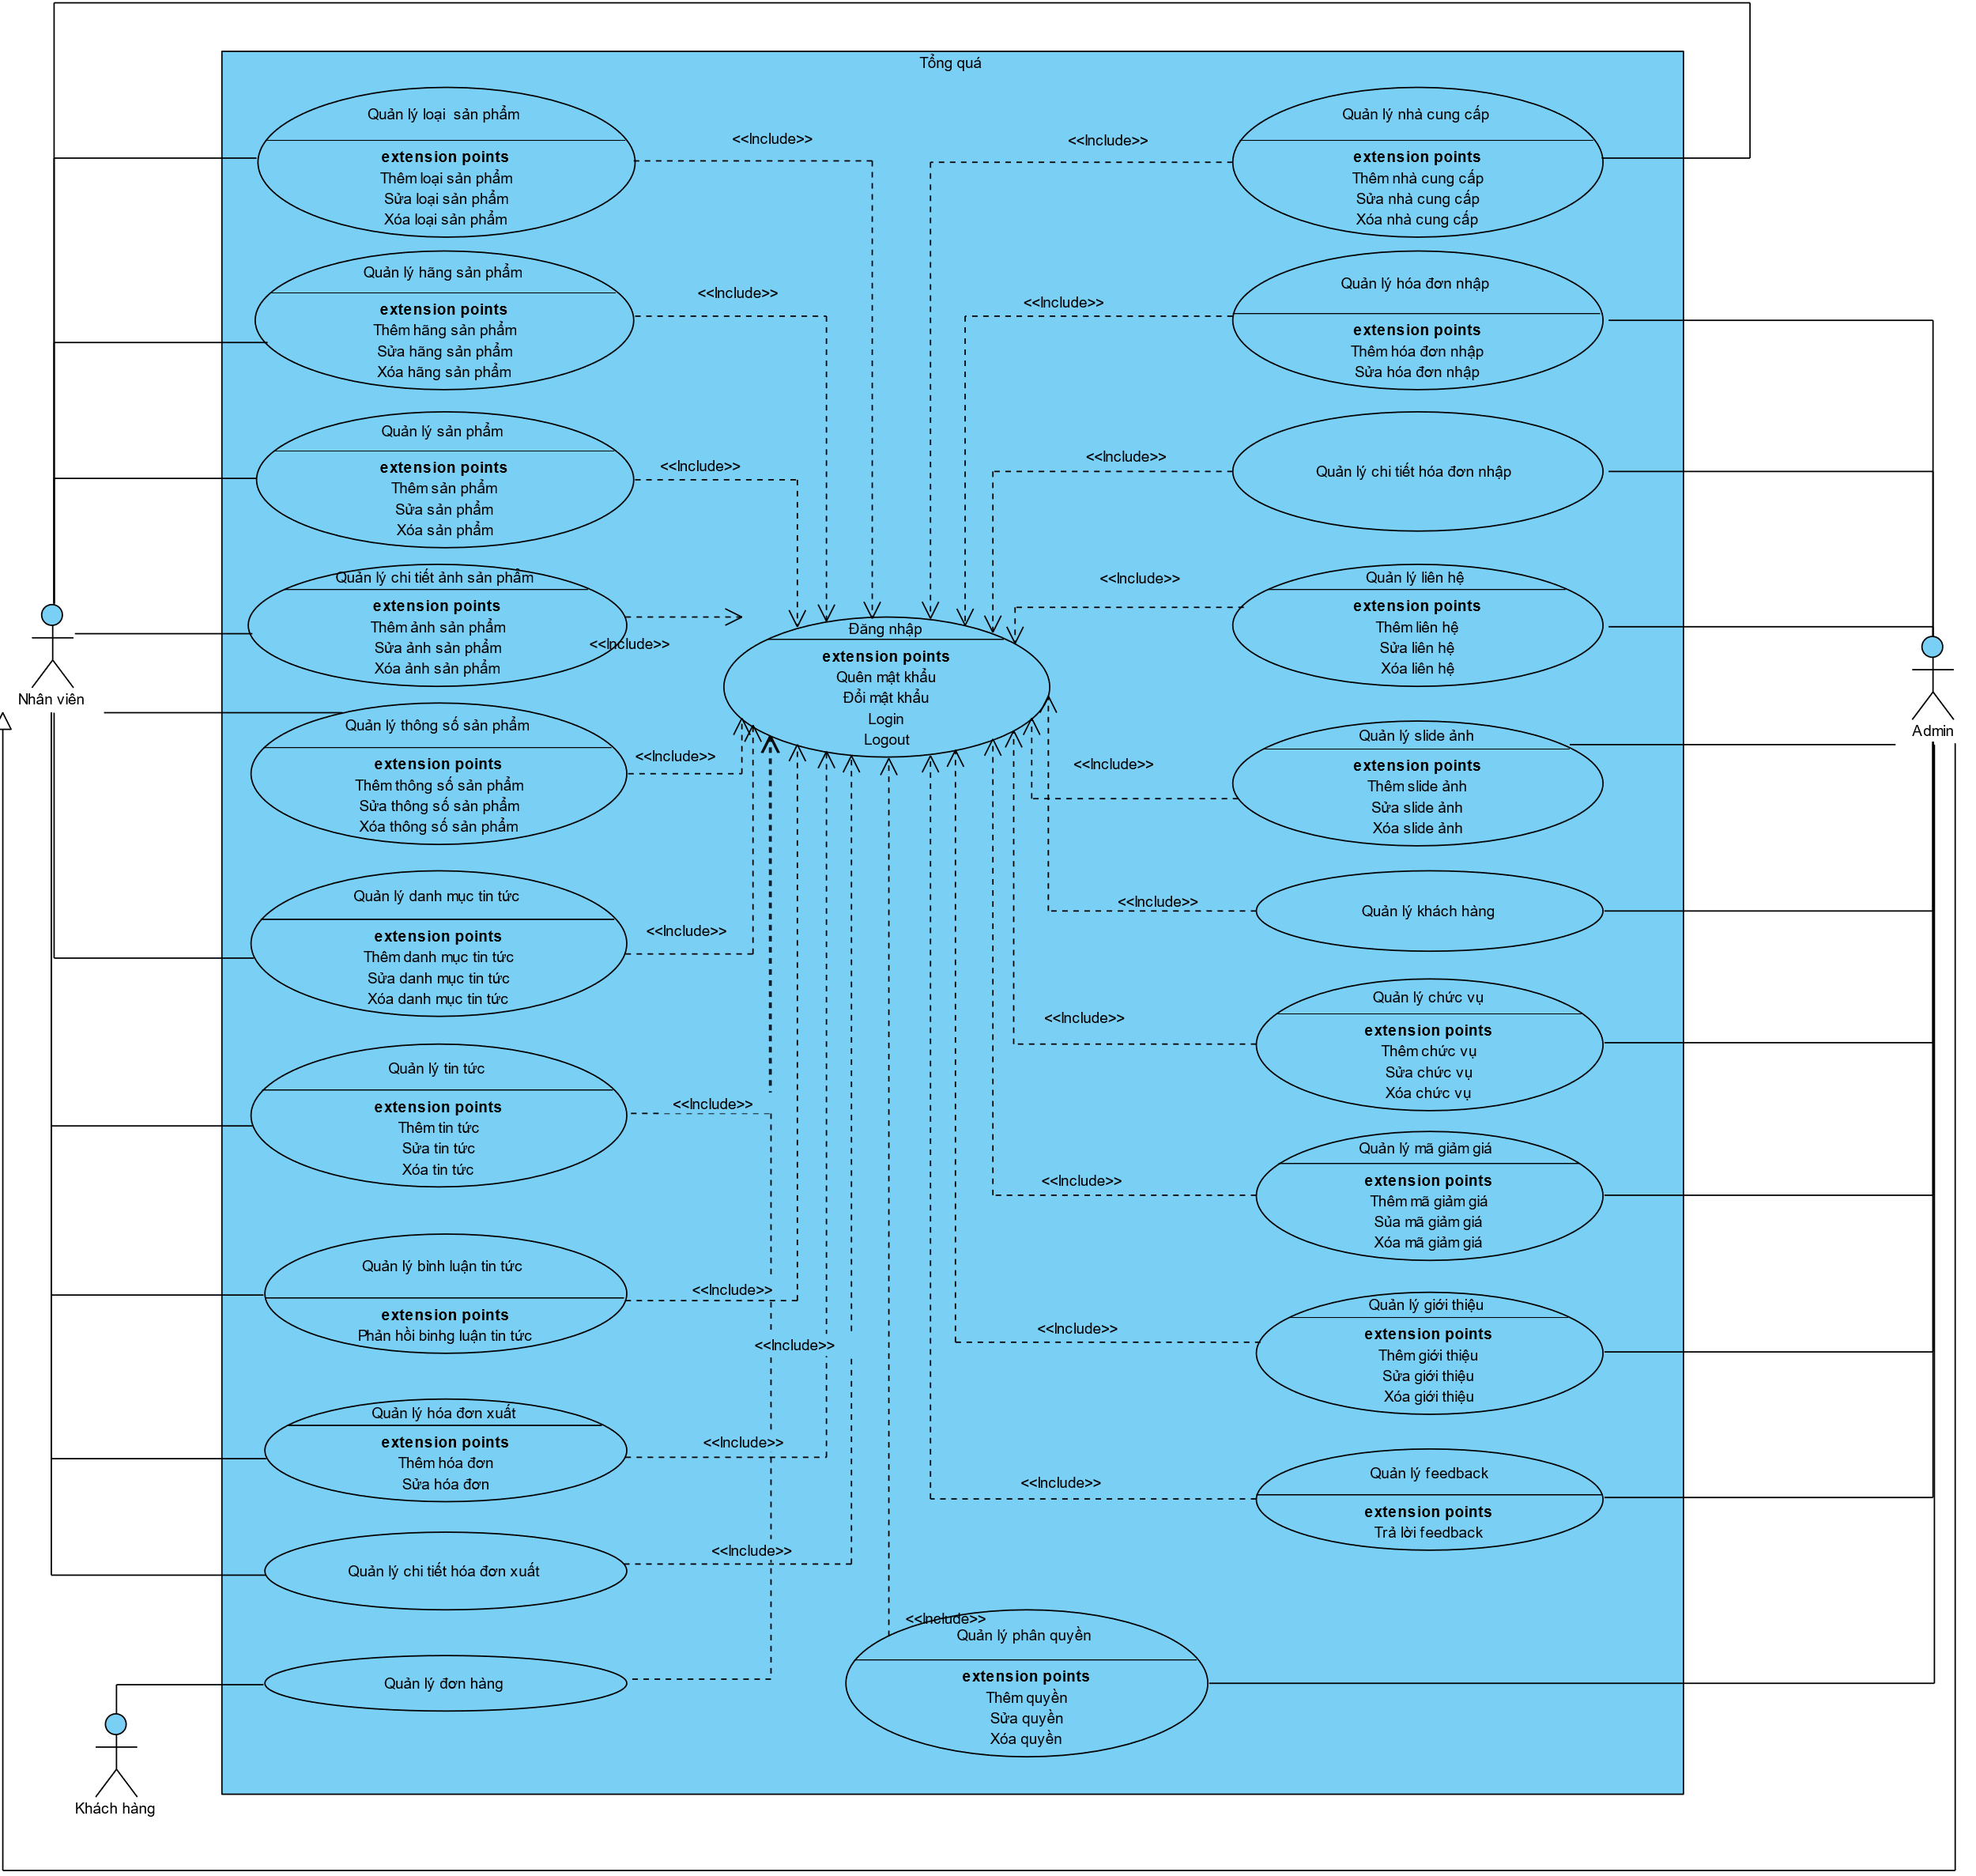 Tổng quá
Quản lý loại sản phẩm
extension points
Thêm loại sản phẩm
Sửa loại sản phẩm
Xóa loại sản phẩm
<<Include>>
<<Include>>
Quản lý nhà cung cấp
extension points
Thêm nhà cung cấp
Sửa nhà cung cấp
Xóa nhà cung cấp
Quản lý hãng sản phẩm
extension points
Thêm hãng sản phẩm
Sửa hãng sản phẩm
Xóa hãng sản phẩm
<<Include>>
<<Include>>
Quản lý hóa đơn nhập
extension points
Thêm hóa đơn nhập
Sửa hóa đơn nhập
Quản lý sản phẩm
extension points
Thêm sản phẩm
Sửa sản phẩm
Xóa sản phẩm
<<Include>>
<<Include>>
Quản lý chi tiết hóa đơn nhập
Quản lý chi tiết ảnh sản phẩm
extension points
Thêm ảnh sản phẩm
Sửa ảnh sản phẩm
Xóa ảnh sản phẩm
<<Include>>
<<Include>>
Quản lý liên hệ
extension points
Thêm liên hệ
Sửa liên hệ
Xóa liên hệ
Nhân viên
Đăng nhập
extension points
Quên mật khẩu
Đổi mật khẩu
Login
Logout
Admin
Quản lý thông số sản phẩm
extension points
Thêm thông số sản phẩm
Sửa thông số sản phẩm
Xóa thông số sản phẩm
<<Include>>
<<Include>>
Quản lý slide ảnh
extension points
Thêm slide ảnh
Sửa slide ảnh
Xóa slide ảnh
Quản lý danh mục tin tức
extension points
Thêm danh mục tin tức
Sửa danh mục tin tức
Xóa danh mục tin tức
<<Include>>
<<Include>>
Quản lý khách hàng
<<Include>>
Quản lý chức vụ
extension points
Thêm chức vụ
Sửa chức vụ
Xóa chức vụ
Quản lý tin tức
extension points
Thêm tin tức
Sửa tin tức
Xóa tin tức
<<Include>>
<<Include>>
Quản lý mã giảm giá
extension points
Thêm mã giảm giá
Sủa mã giảm giá
Xóa mã giảm giá
Quản lý bình luận tin tức
extension points
Phản hồi bình​g luận tin tức
<<Include>>
<<Include>>
<<Include>>
Quản lý giới thiệu
extension points
Thêm giới thiệu
Sửa giới thiệu
Xóa giới thiệu
Quản lý hóa đơn xuất
extension points
Thêm hóa đơn
Sửa hóa đơn
<<Include>>
<<Include>>
Quản lý feedback
extension points
Trả lời feedback
Quản lý chi tiết hóa đơn xuất
<<Include>>
<<Include>>
Quản lý phân quyền
extension points
Thêm quyền
Sửa quyền
Xóa quyền
Quản lý đơn hàng
Khách hàng